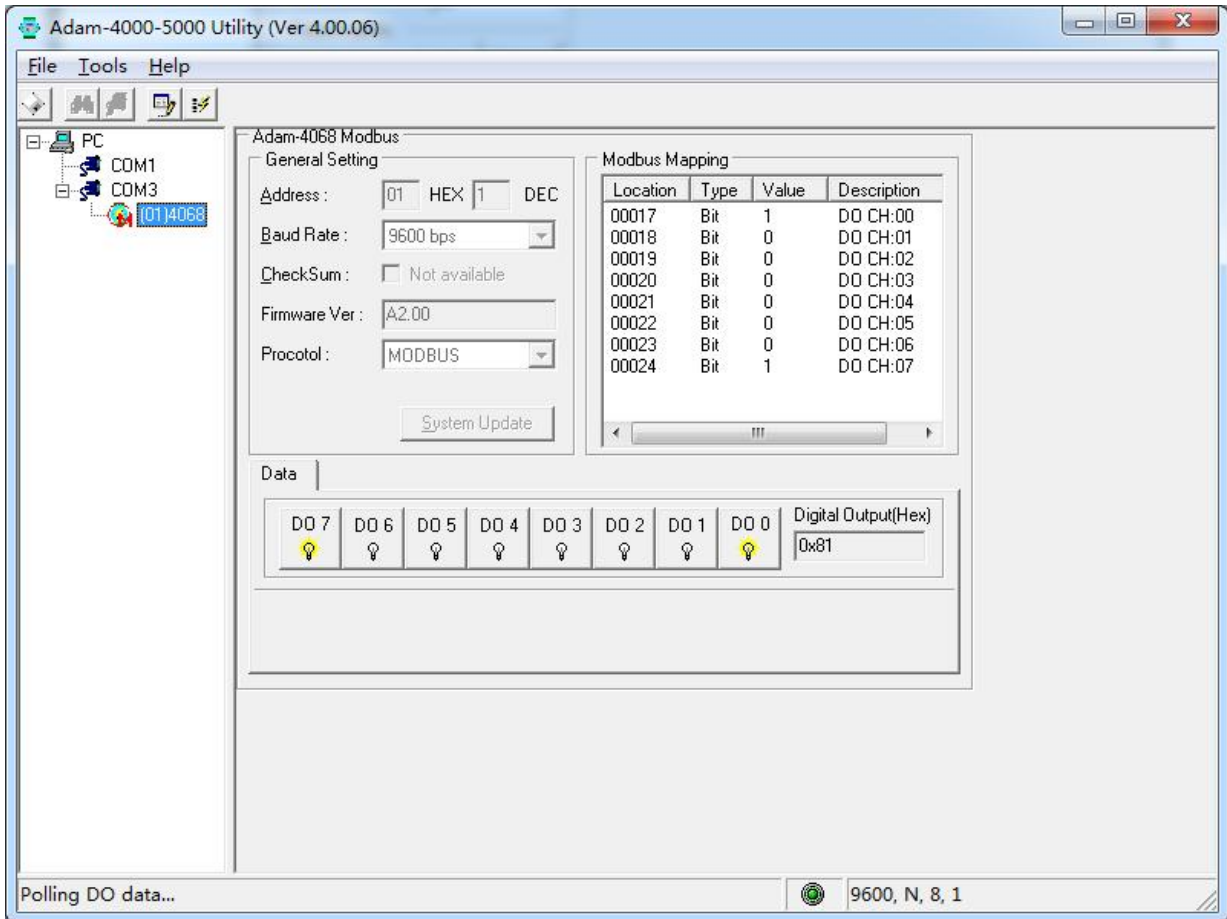 Adam-4000-5000 Utility (Ver 4.00.06)
File Tools Help
PC
COM1
COM3
(01)4068
Adam-4068 Modbus
General Setting
Address : 01 HEX 1 DEC
Baud Rate : 9600 bps
CheckSum : Not available
Firmware Ver : A2.00
Procotol : MODBUS
System Update
Modbus Mapping
Location Type Value Description
00017 Bit 1 DO CH:00
00018 Bit 0 DO CH:01
00019 Bit 0 DO CH:02
00020 Bit 0 DO CH:03
00021 Bit 0 DO CH:04
00022 Bit 0 DO CH:05
00023 Bit 0 DO CH:06
00024 Bit 1 DO CH:07
Data
DO 7 DO 6 DO 5 DO 4 DO 3 DO 2 DO 1 DO 0
Digital Output(Hex)
0x81
Polling DO data...
9600, N, 8, 1